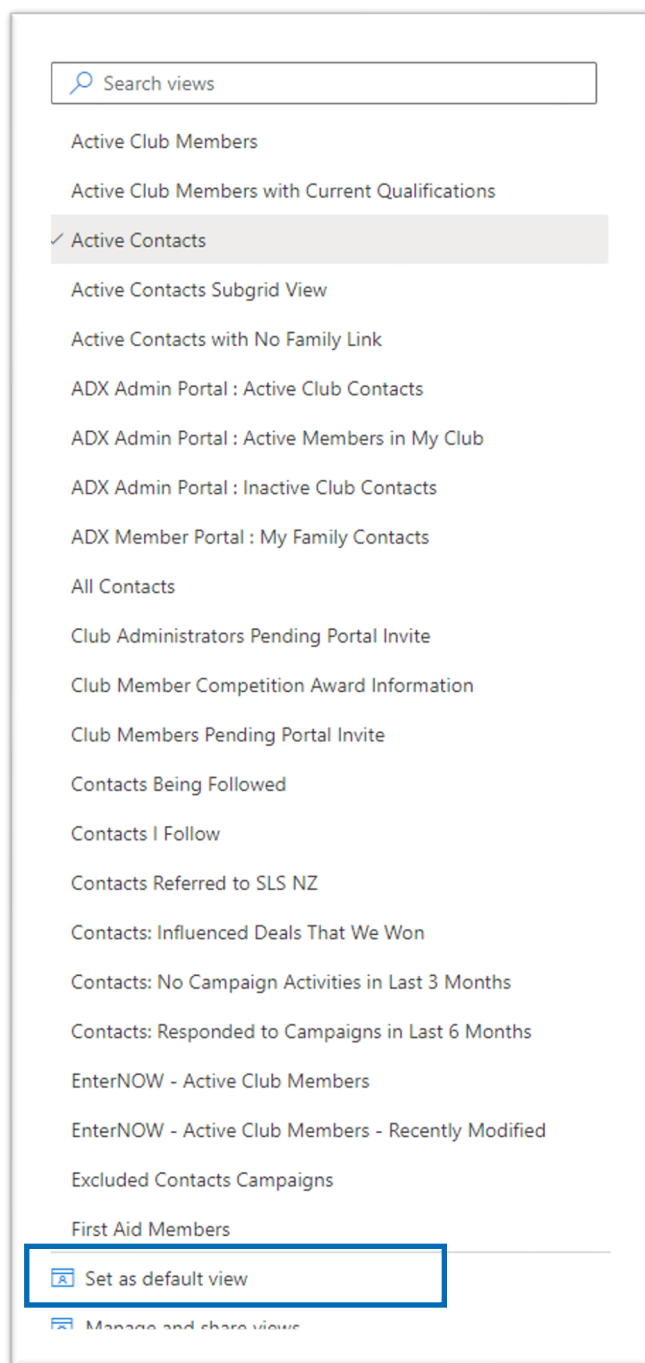 Search views
Active Club Members
Active Club Members with Current Qualifications
Active Contacts
Active Contacts Subgrid View
Active Contacts with No Family Link
ADX Admin Portal : Active Club Contacts
ADX Admin Portal : Active Members in My Club
ADX Admin Portal : Inactive Club Contacts
ADX Member Portal : My Family Contacts
All Contacts
Club Administrators Pending Portal Invite
Club Member Competition Award Information
Club Members Pending Portal Invite
Contacts Being Followed
Contacts I Follow
Contacts Referred to SLS NZ
Contacts: Influenced Deals That We Won
Contacts: No Campaign Activities in Last 3 Months
Contacts: Responded to Campaigns in Last 6 Months
EnterNOW - Active Club Members
EnterNOW - Active Club Members - Recently Modified
Excluded Contacts Campaigns
First Aid Members
Set as default view
Manage and share views